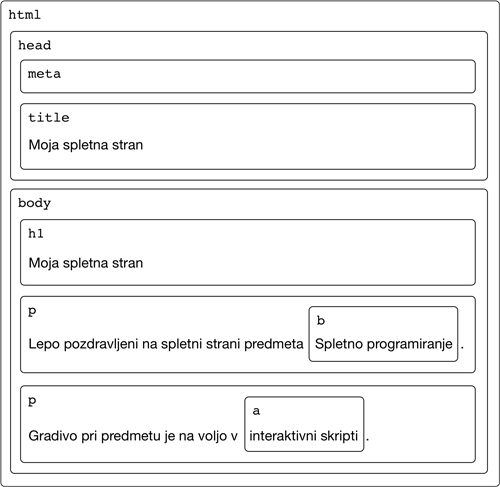 html
head
meta
title
Moja spletna stran
body
h1
Moja spletna stran
p
b
Lepo pozdravljeni na spletni strani predmeta Spletno programiranje .
p
a
Gradivo pri predmetu je na voljo v interaktivni skripti .